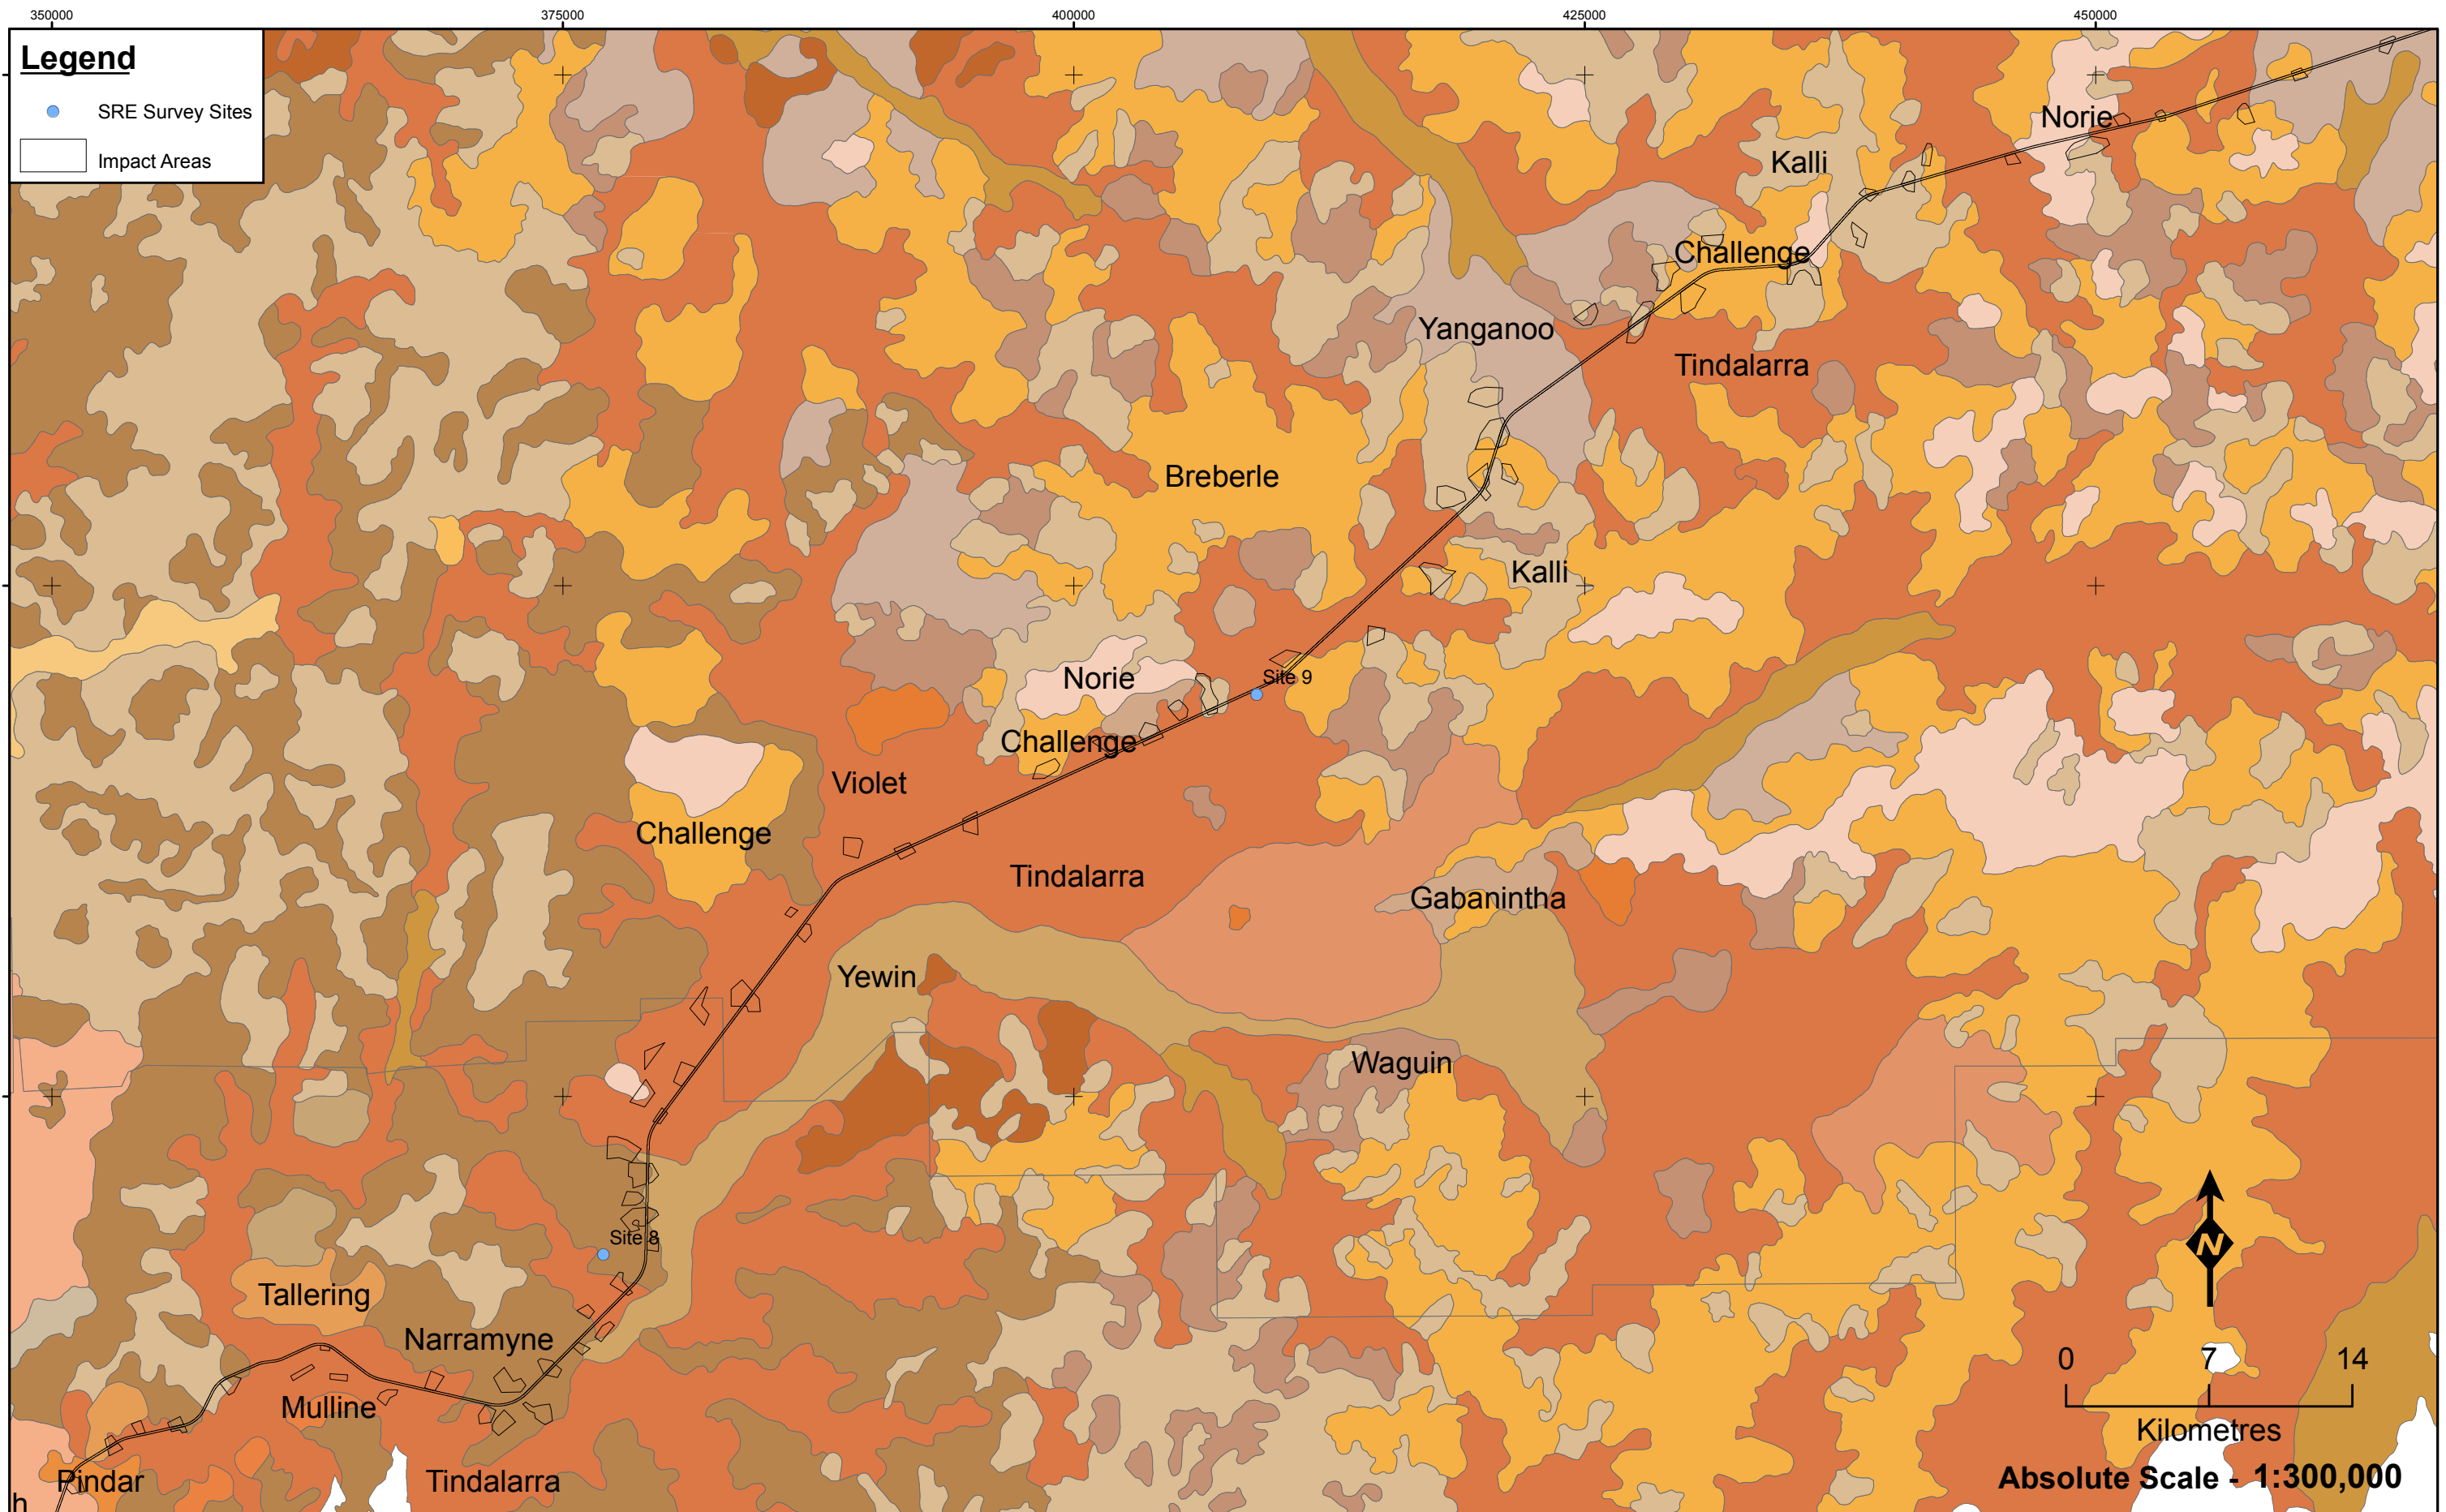 350000
375000
400000
425000
450000
Legend
SRE Survey Sites
Impact Areas
Norie
Kalli
Challenge
Yanganoo
Tindalarra
Breberle
Kalli
Site 9
Norie
Challenge
Violet
Challenge
Tindalarra
Gabanintha
Yewin
Waguin
Site 8
Tallering
Narramyne
Mulline
Pindar
Tindalarra
h
N
0 7 14
Kilometres
Absolute Scale - 1:300,000